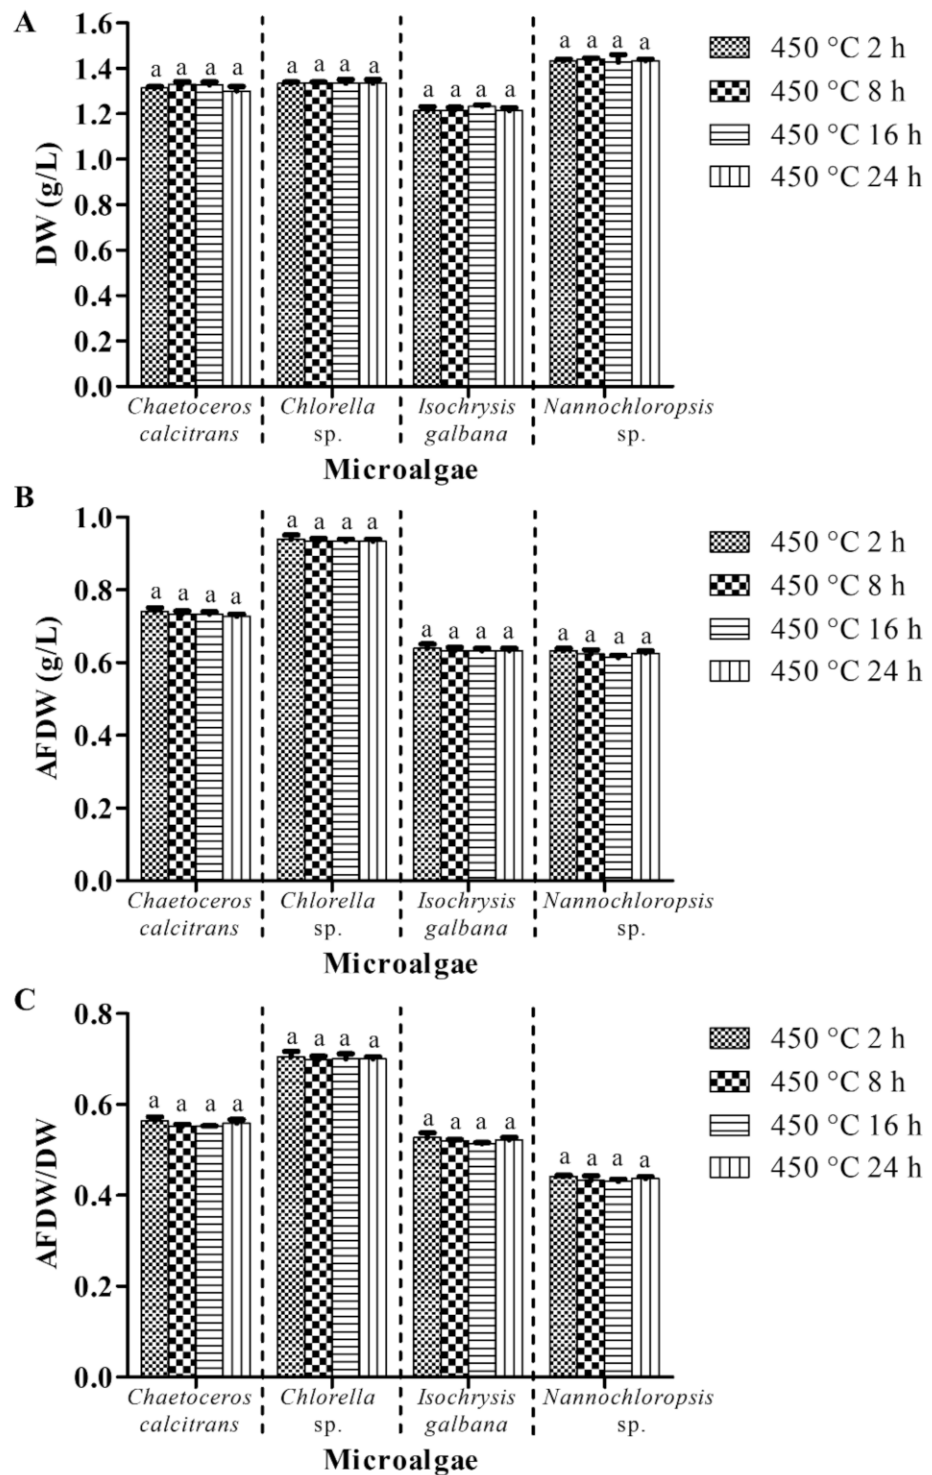 A
DW (g/L)
1.6
1.4
1.2
1.0
0.8
0.6
0.4
0.2
0.0
a a a a
a a a a
a a a a
a a a a
450 °C 2 h
450 °C 8 h
450 °C 16 h
450 °C 24 h
Chaetoceros
calcitrans
Chlorella
sp.
Isochrysis
galbana
Nannochloropsis
sp.
Microalgae
B
AFDW (g/L)
1.0
0.8
0.6
0.4
0.2
0.0
a a a a
a a a a
a a a a
a a a a
450 °C 2 h
450 °C 8 h
450 °C 16 h
450 °C 24 h
Chaetoceros
calcitrans
Chlorella
sp.
Isochrysis
galbana
Nannochloropsis
sp.
Microalgae
C
AFDW/DW
0.8
0.6
0.4
0.2
0.0
a a a a
a a a a
a a a a
a a a a
450 °C 2 h
450 °C 8 h
450 °C 16 h
450 °C 24 h
Chaetoceros
calcitrans
Chlorella
sp.
Isochrysis
galbana
Nannochloropsis
sp.
Microalgae